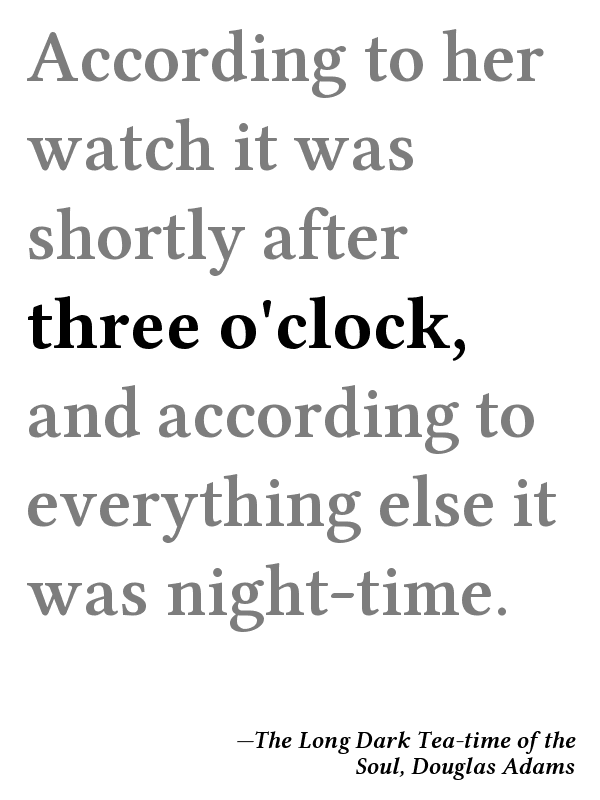 According to her
watch it was
shortly after
three o'clock,
and according to
everything else it
was night-time.
—The Long Dark Tea-time of the
Soul, Douglas Adams